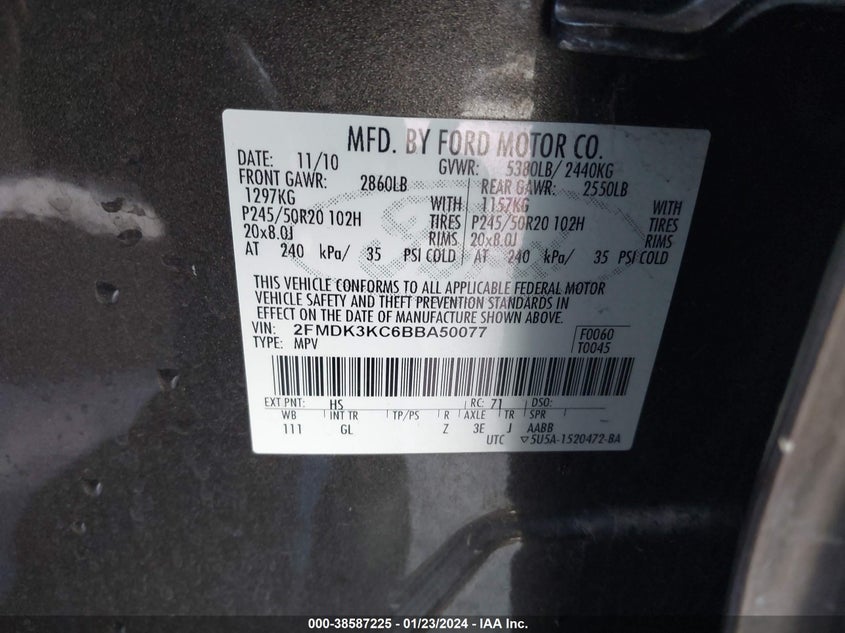 MFD. BY FORD MOTOR CO.
DATE: 11/10 GVWR: 5380LB/ 2440KG
FRONT GAWR: 2860LB REAR GAWR: 2550LB
1297KG WITH 1157KG WITH
P245/50R20 102H TIRES P245/50R20 102H TIRES
20x8.0J RIMS 20x8.0J RIMS
AT 240 kPa/ 35 PSI COLD AT 240 kPa/ 35 PSI COLD
THIS VEHICLE CONFORMS TO ALL APPLICABLE FEDERAL MOTOR
VEHICLE SAFETY AND THEFT PREVENTION STANDARDS IN
EFFECT ON THE DATE OF MANUFACTURE SHOWN ABOVE.
VIN: 2FMDK3KC6BBA50077 F0060
TYPE: MPV T0045
EXT PNT: HS RC: 71 DSO:
WB INT TR TP/PS R AXLE TR SPR
111 GL Z 3E J AABB
UTC ▽5U5A-1520472-BA
000-38587225 - 01/23/2024 - IAA Inc.